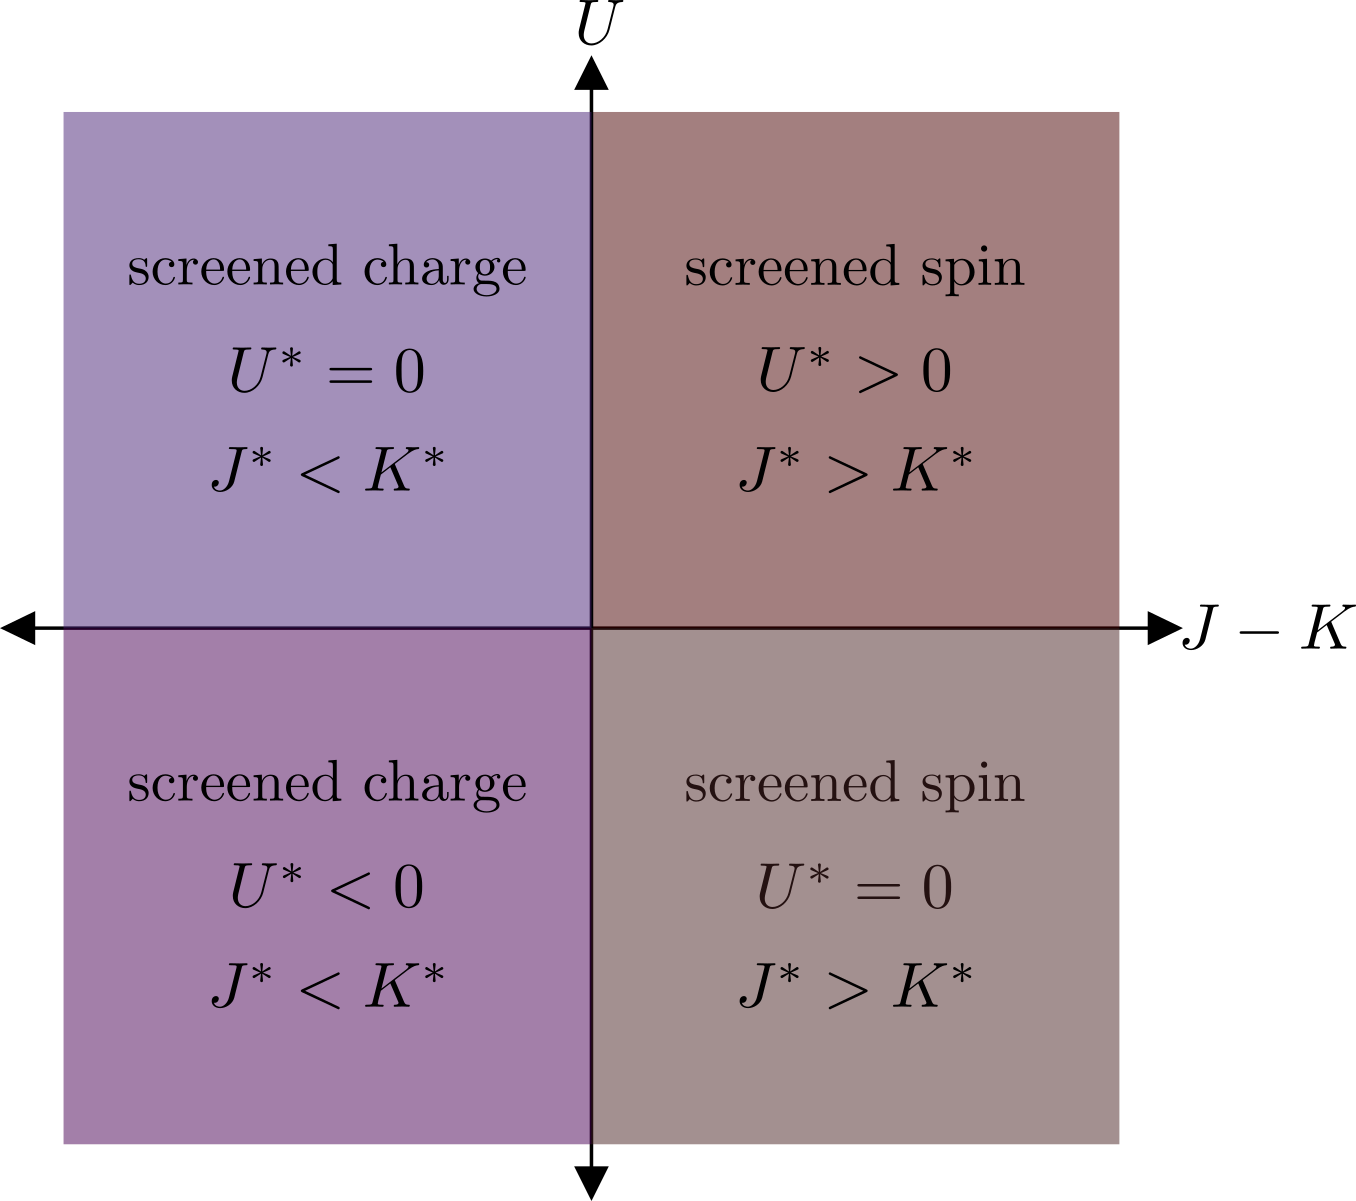 U
screened charge
U* = 0
J* < K*
screened spin
U* > 0
J* > K*
J − K
screened charge
U* < 0
J* < K*
screened spin
U* = 0
J* > K*